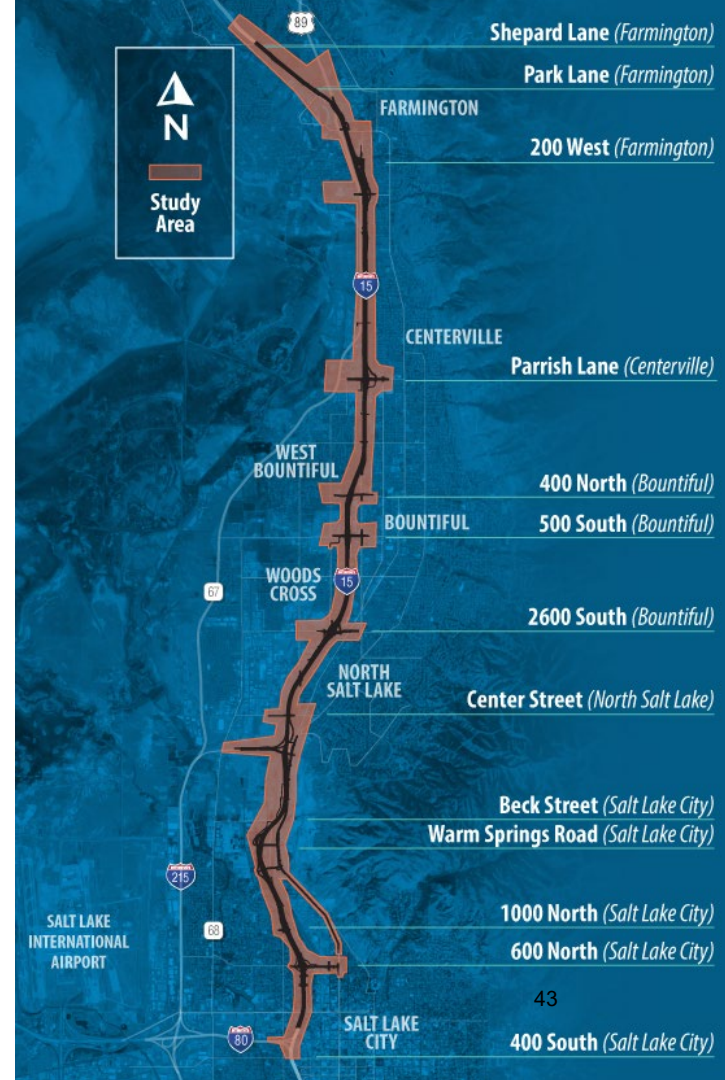 89
Shepard Lane (Farmington)
Park Lane (Farmington)
FARMINGTON
N
200 West (Farmington)
Study
Area
15
CENTERVILLE
Parrish Lane (Centerville)
WEST
BOUNTIFUL
400 North (Bountiful)
BOUNTIFUL
500 South (Bountiful)
WOODS
CROSS
15
67
2600 South (Bountiful)
NORTH
SALT LAKE
Center Street (North Salt Lake)
Beck Street (Salt Lake City)
Warm Springs Road (Salt Lake City)
215
1000 North (Salt Lake City)
SALT LAKE
INTERNATIONAL
AIRPORT
68
600 North (Salt Lake City)
43
SALT LAKE
CITY
80
400 South (Salt Lake City)